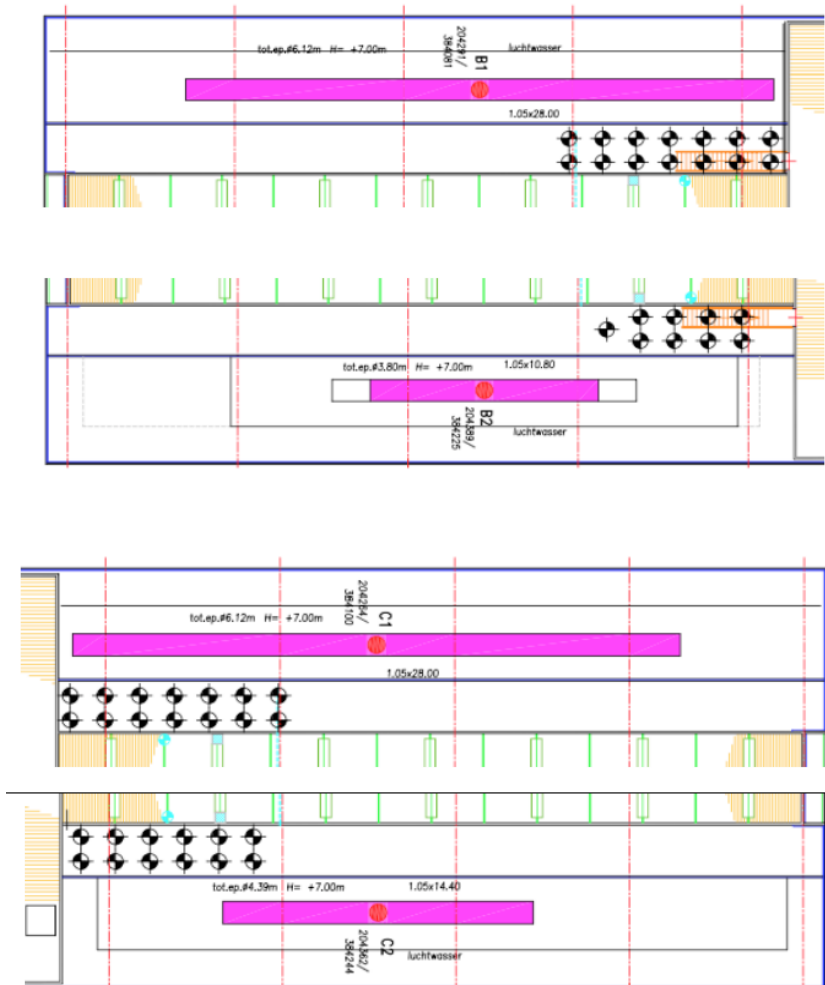 tot.ep.ø6.12m H= +7.00m
204291/
384081
B1
luchtwasser
1.05x28.00
tot.ep.ø3.80m H= +7.00m
1.05x10.80
204389/
384225
B2
luchtwasser
204284/
384100
C1
tot.ep.ø6.12m H= +7.00m
1.05x28.00
tot.ep.ø4.39m H= +7.00m
1.05x14.40
204362/
384244
C2
luchtwasser